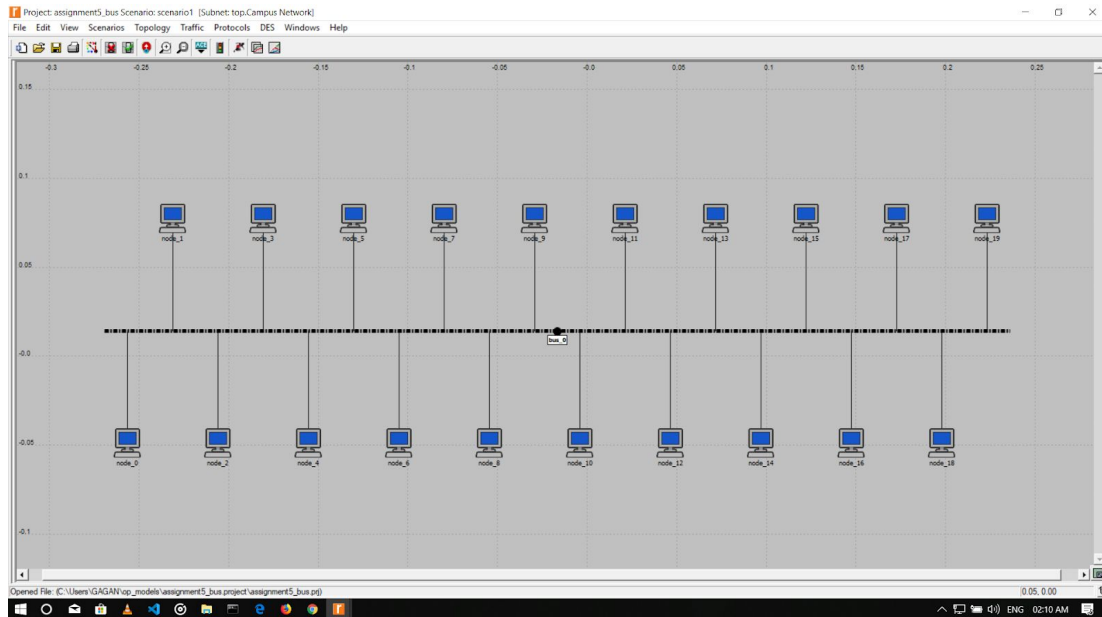 Project: assignment5_bus Scenario: scenario1 [Subnet: top.Campus Network]
File Edit View Scenarios Topology Traffic Protocols DES Windows Help
-0.3 -0.25 -0.2 -0.15 -0.1 -0.05 -0.0 0.05 0.1 0.15 0.2 0.25
0.15
0.1
node_1 node_3 node_5 node_7 node_9 node_11 node_13 node_15 node_17 node_19
0.05
bus_0
-0.0
-0.05
node_0 node_2 node_4 node_6 node_8 node_10 node_12 node_14 node_16 node_18
-0.1
Opened File: (C:\Users\GAGAN\op_models\assignment5_bus.project\assignment5_bus.prj) 0.05, 0.00
ENG 02:10 AM